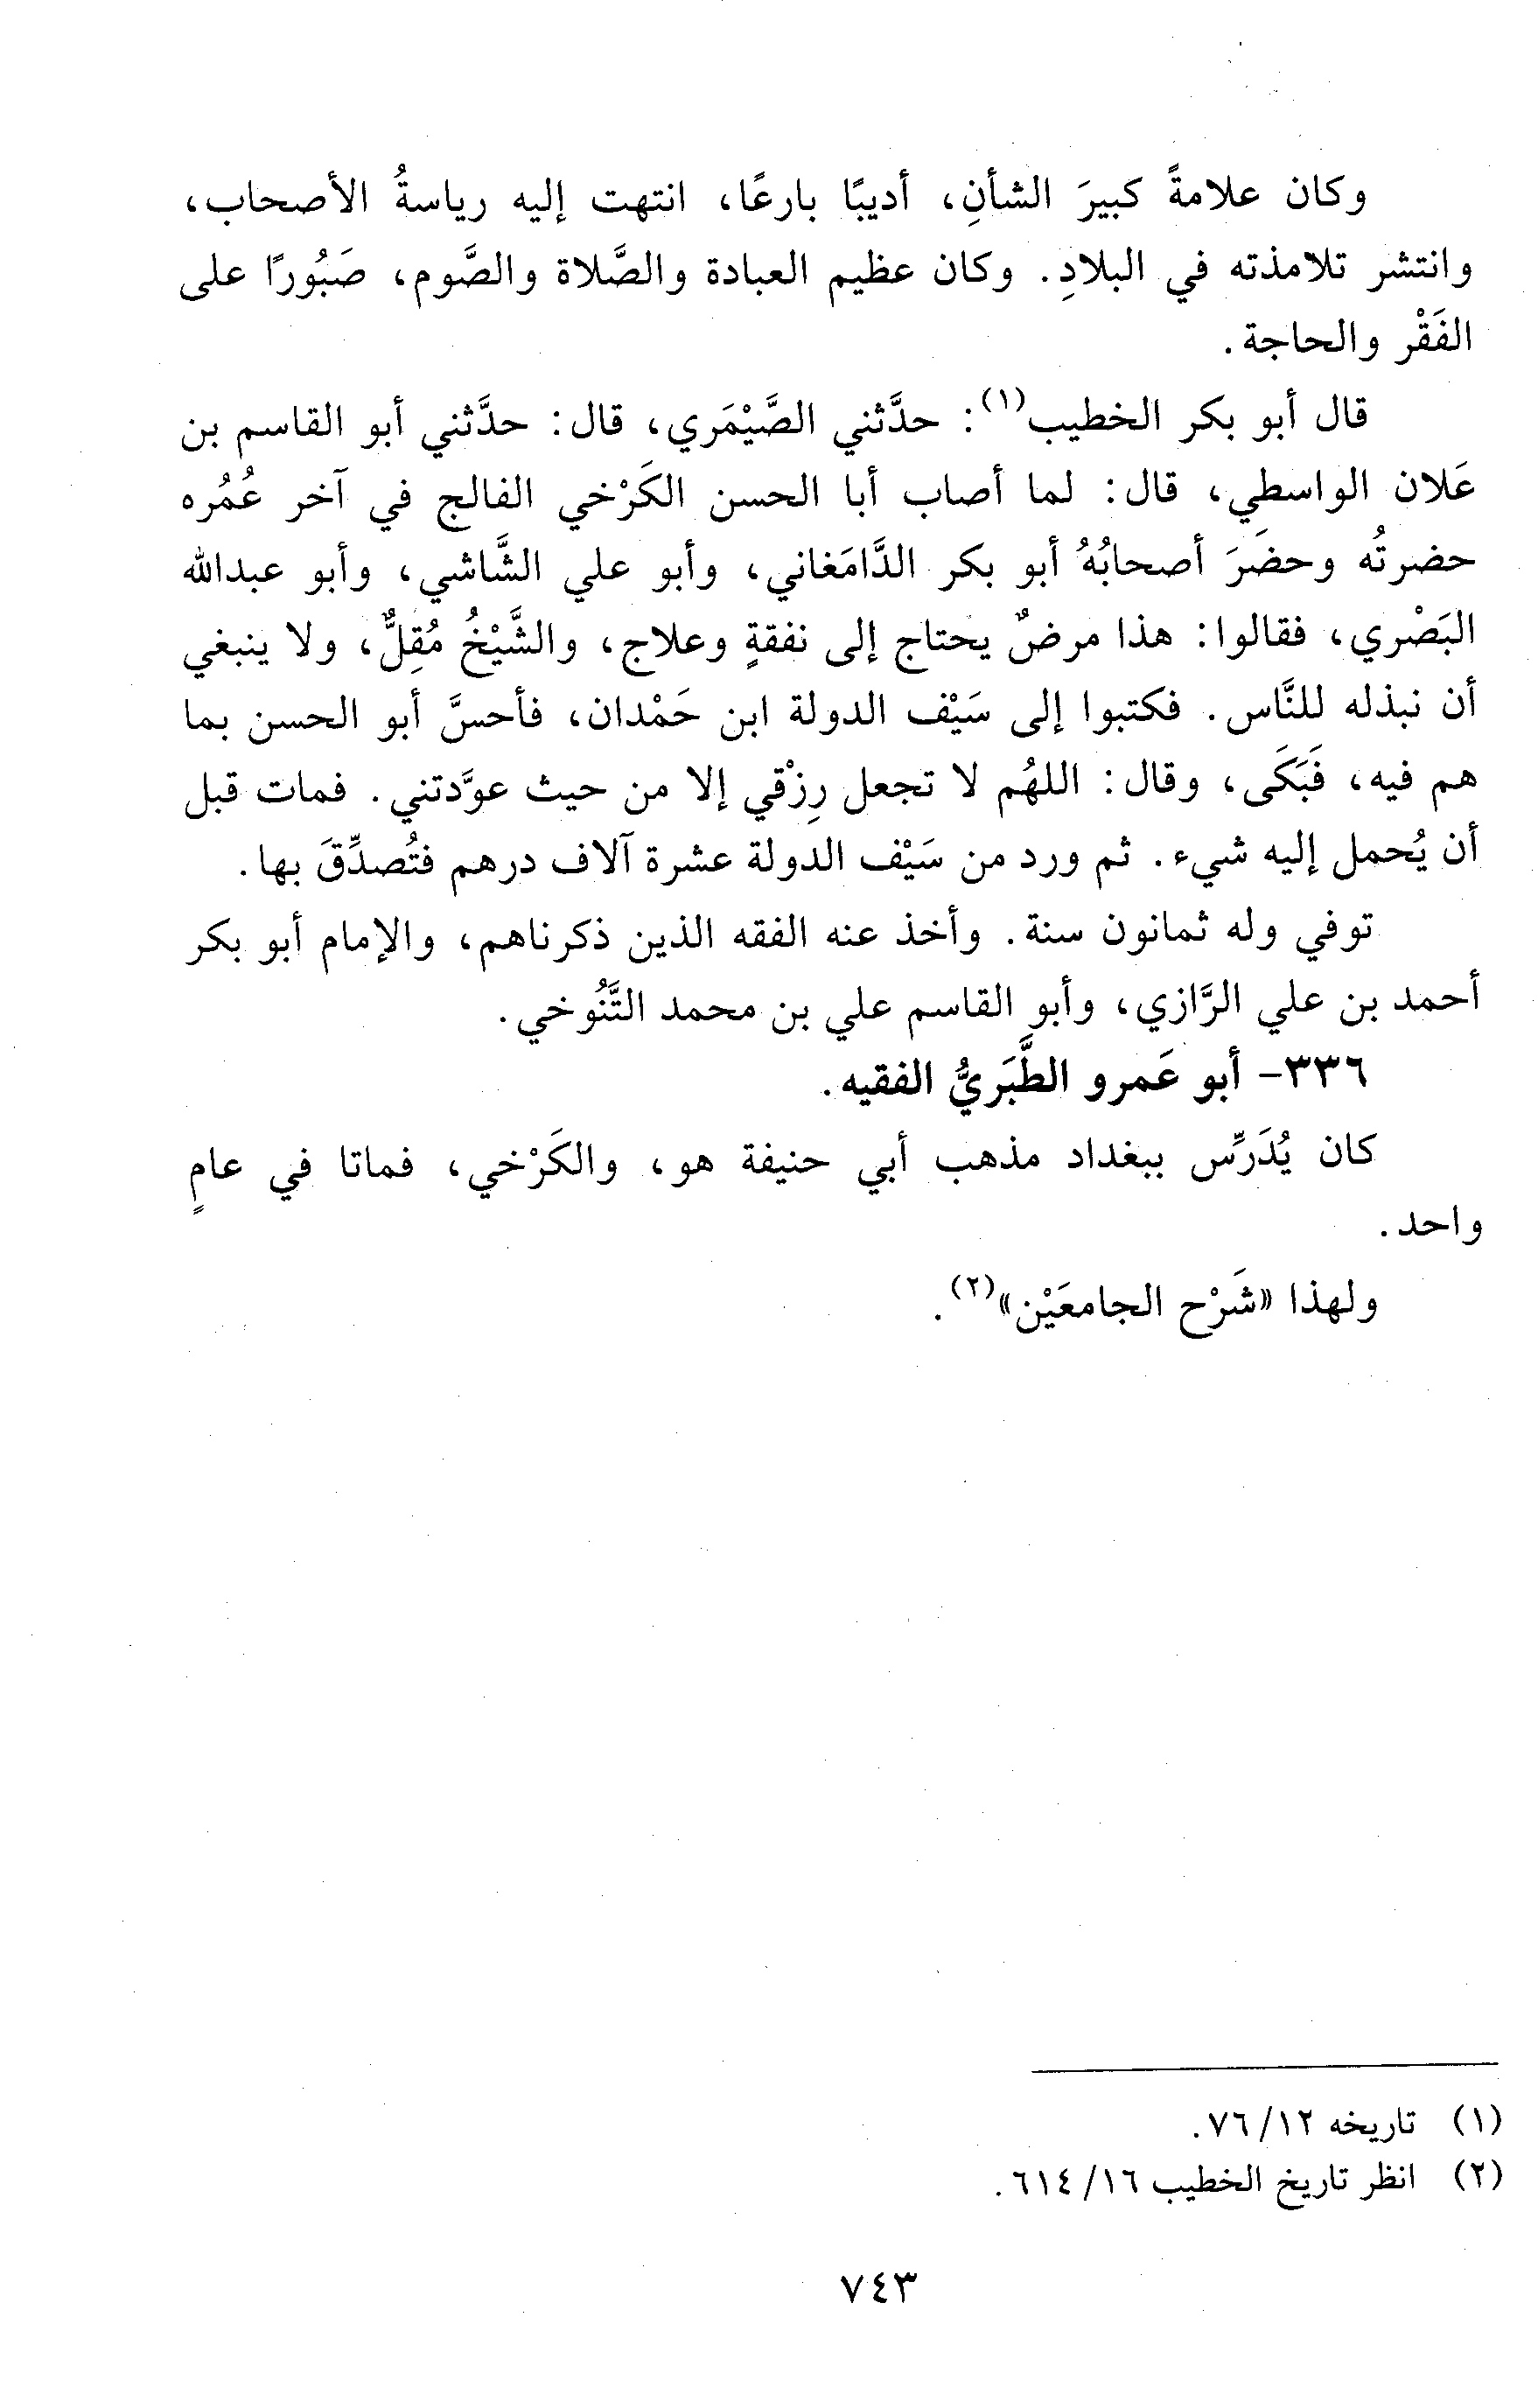 وكان علامةً كبيرَ الشأنِ، أديبًا بارعًا، انتهت إليه رياسةُ الأصحاب،
وانتشر تلامذته في البلادِ. وكان عظيم العبادة والصَّلاة والصَّوم، صَبُورًا على
الفَقْر والحاجة.
قال أبو بكر الخطيب(١): حدَّثني الصَّيْمَري، قال: حدَّثني أبو القاسم بن
عَلان الواسطي، قال: لما أصاب أبا الحسن الكَرْخي الفالج في آخر عُمُره
حضرتُه وحضَرَ أصحابُهُ أبو بكر الدَّامَغاني، وأبو علي الشَّاشي، وأبو عبدالله
البَصْري، فقالوا: هذا مرضٌ يحتاج إلى نفقةٍ وعلاج، والشَّيْخُ مُقِلٌّ، ولا ينبغي
أن نبذله للنَّاس. فكتبوا إلى سَيْف الدولة ابن حَمْدان، فأحسَّ أبو الحسن بما
هم فيه، فَبَكَى، وقال: اللهُم لا تجعل رِزْقي إلا من حيث عوَّدتني. فمات قبل
أن يُحمل إليه شيء. ثم ورد من سَيْف الدولة عشرة آلاف درهم فتُصدِّقَ بها.
توفي وله ثمانون سنة. وأخذ عنه الفقه الذين ذكرناهم، والإمام أبو بكر
أحمد بن علي الرَّازي، وأبو القاسم علي بن محمد التَّنُوخي.
٣٣٦- أبو عَمرو الطَّبَريُّ الفقيه.
كان يُدَرِّس ببغداد مذهب أبي حنيفة هو، والكَرْخي، فماتا في عامٍ
واحد.
ولهذا «شَرْح الجامعَيْن»(٢).
(١) تاريخه ١٢/ ٧٦.
(٢) انظر تاريخ الخطيب ١٦/ ٦١٤.
٧٤٣